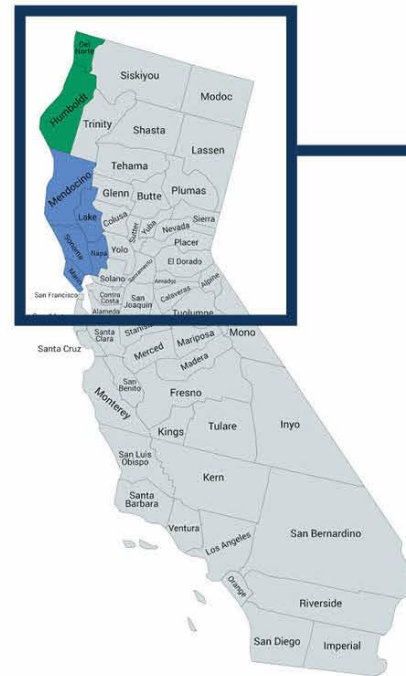 Del
Norte
Siskiyou
Modoc
Humboldt
Trinity
Shasta
Lassen
Tehama
Mendocino
Glenn
Butte
Plumas
Lake
Colusa
Sutter
Yuba
Sierra
Nevada
Placer
Sonoma
Napa
Yolo
El Dorado
Sacramento
Amador
Alpine
Solano
Marin
San Francisco
Contra
Costa
San
Joaquin
Calaveras
Alameda
Tuolumne
Mono
Santa
Clara
Stanis
Santa Cruz
Merced
Mariposa
Madera
San
Benito
Monterey
Fresno
Inyo
Kings
Tulare
San Luis
Obispo
Kern
Santa
Barbara
Ventura
Los Angeles
San Bernardino
Orange
Riverside
San Diego
Imperial